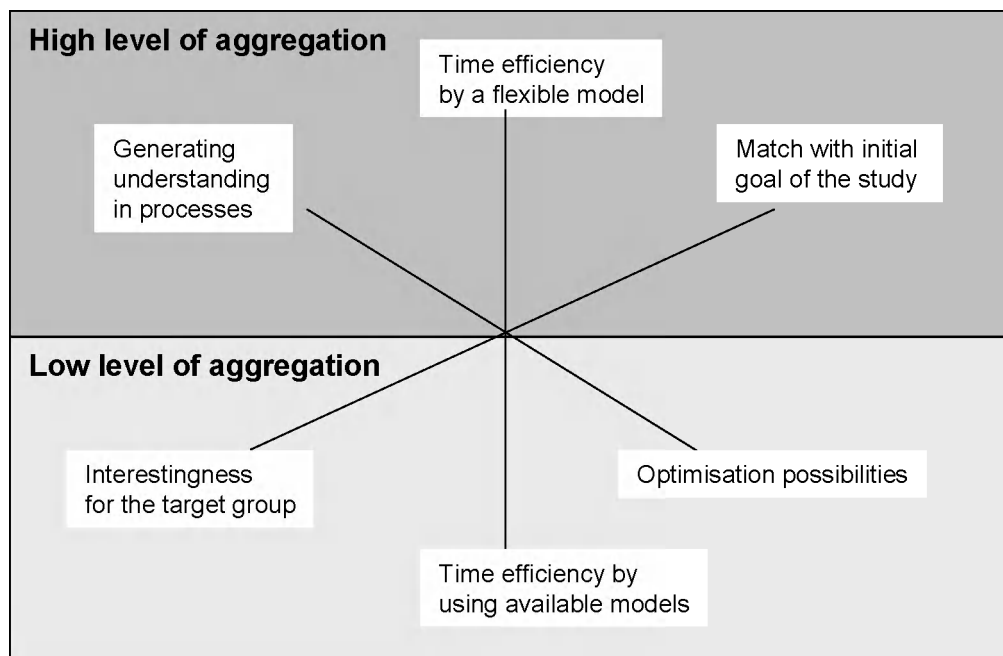 High level of aggregation
Time efficiency
by a flexible model
Generating
understanding
in processes
Match with initial
goal of the study
Low level of aggregation
Interestingness
for the target group
Optimisation possibilities
Time efficiency by
using available models